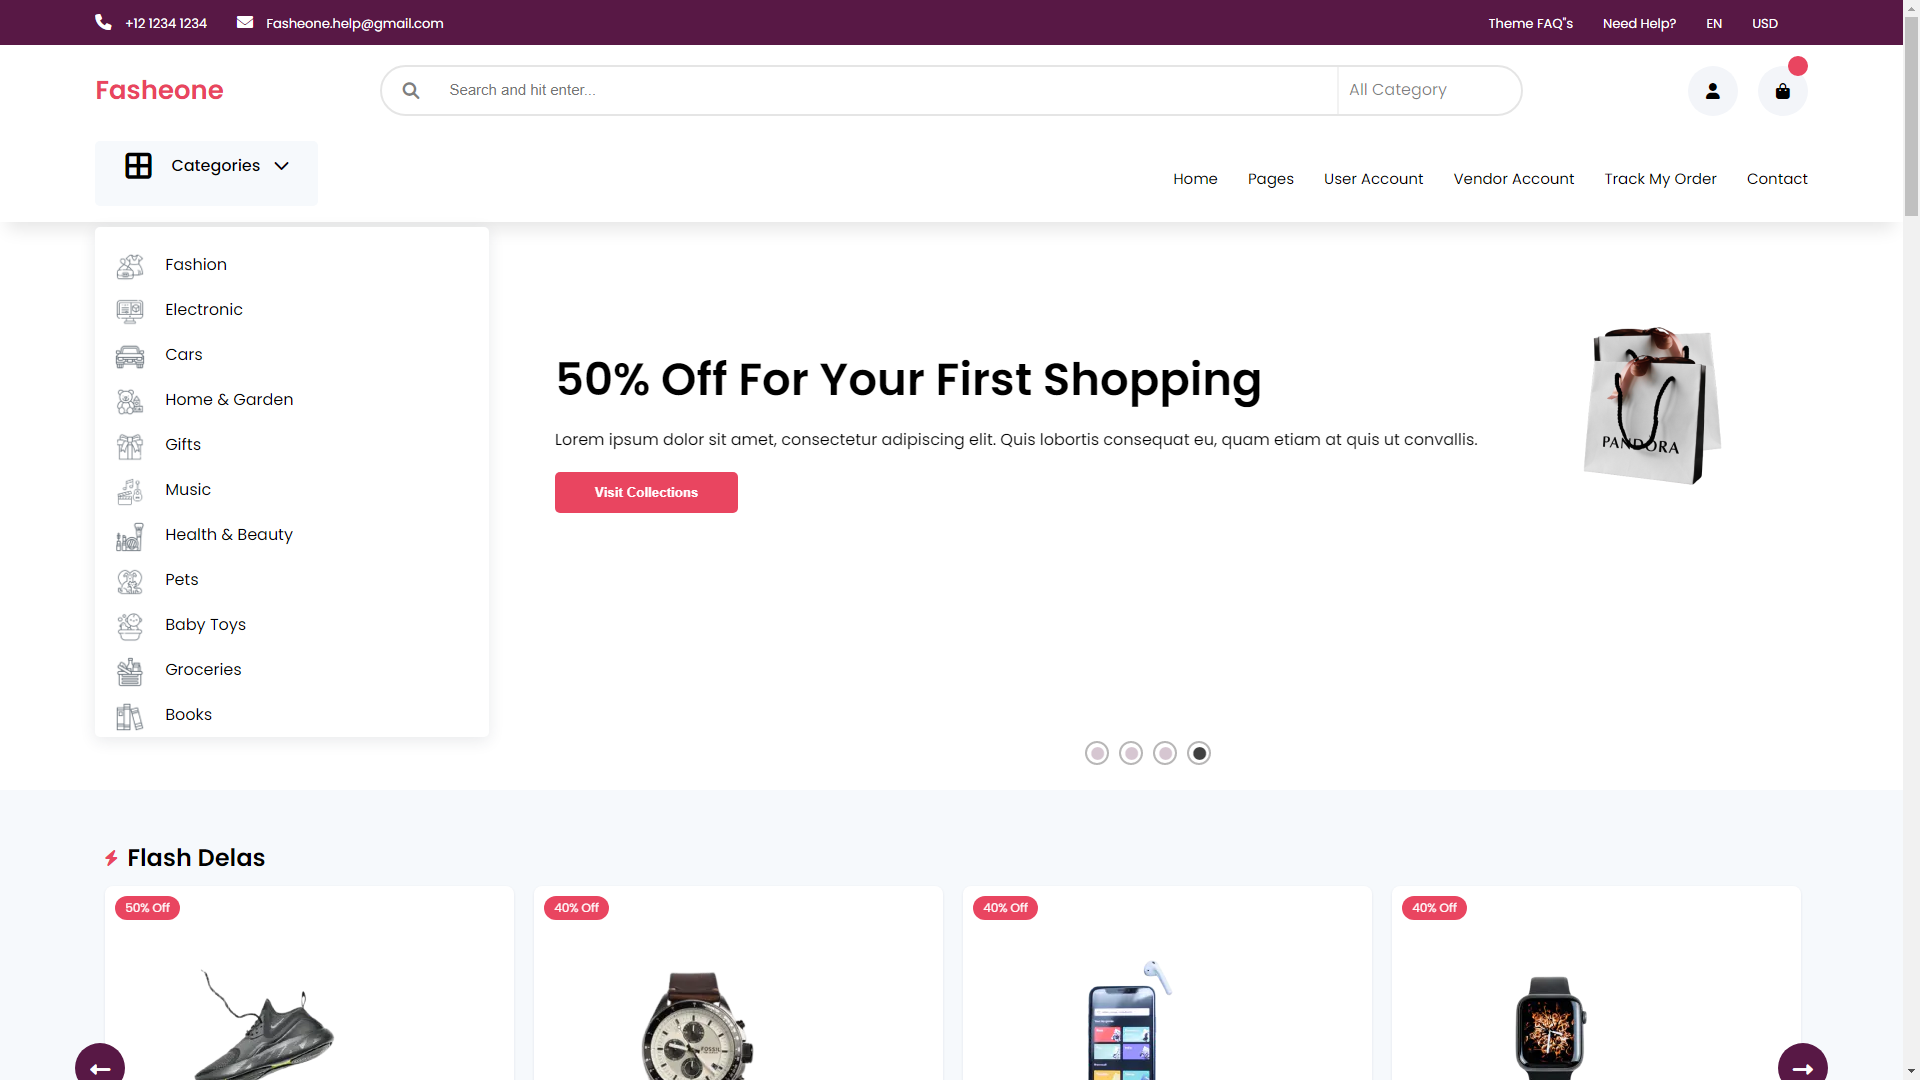 +12 1234 1234
Fasheone.help@gmail.com
Theme FAQ"s
Need Help?
EN
USD
Fasheone
Search and hit enter...
All Category
Categories
Home
Pages
User Account
Vendor Account
Track My Order
Contact
Fashion
Electronic
Cars
Home & Garden
Gifts
Music
Health & Beauty
Pets
Baby Toys
Groceries
Books
50% Off For Your First Shopping
Lorem ipsum dolor sit amet, consectetur adipiscing elit. Quis lobortis consequat eu, quam etiam at quis ut convallis.
Visit Collections
PANDORA
Flash Delas
50% Off
40% Off
40% Off
40% Off
FOSSIL